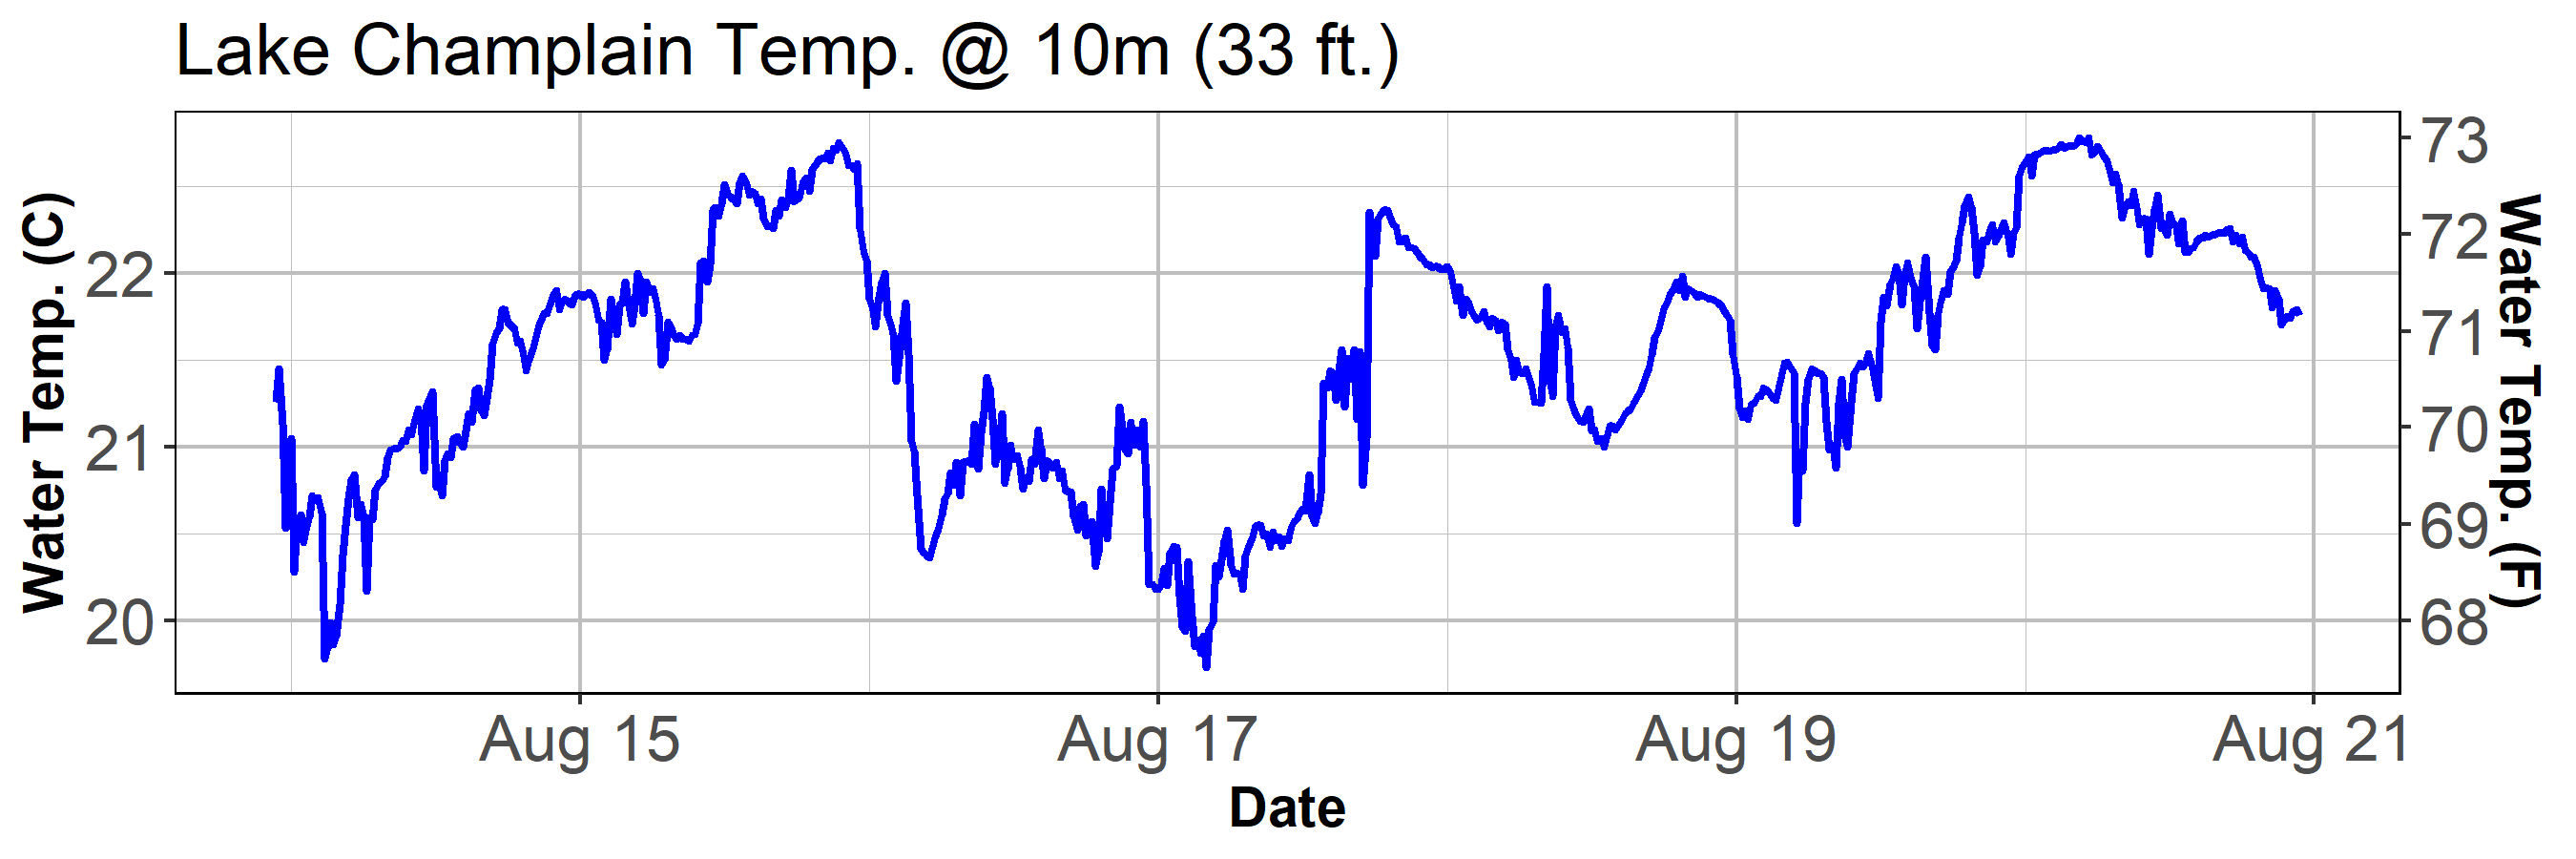 Lake Champlain Temp. @ 10m (33 ft.)
Water Temp. (C)
22
21
20
73
72
71
70
69
68
Water Temp. (F)
Aug 15
Aug 17
Aug 19
Aug 21
Date